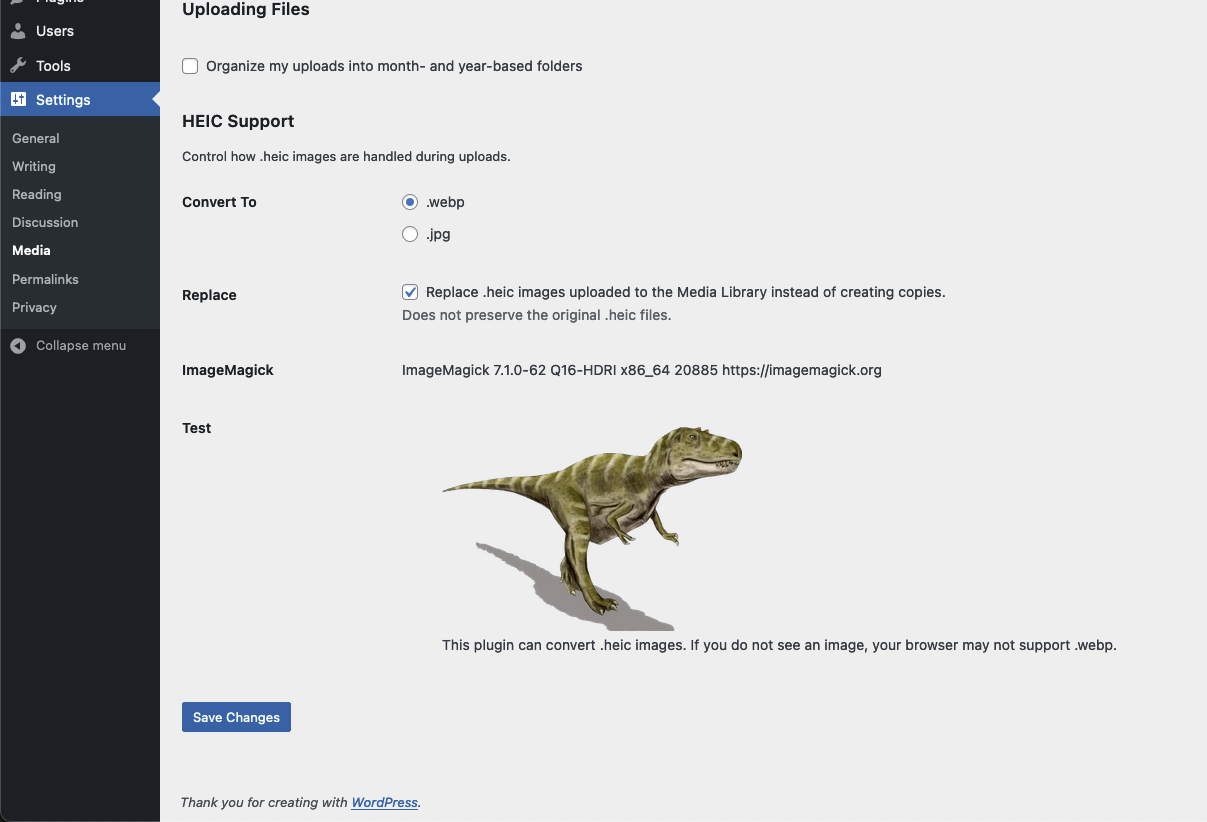 Plugins
Users
Tools
Settings
General
Writing
Reading
Discussion
Media
Permalinks
Privacy
Collapse menu
Uploading Files
Organize my uploads into month- and year-based folders
HEIC Support
Control how .heic images are handled during uploads.
Convert To
.webp
.jpg
Replace
Replace .heic images uploaded to the Media Library instead of creating copies.
Does not preserve the original .heic files.
ImageMagick
ImageMagick 7.1.0-62 Q16-HDRI x86_64 20885 https://imagemagick.org
Test
This plugin can convert .heic images. If you do not see an image, your browser may not support .webp.
Save Changes
Thank you for creating with WordPress.